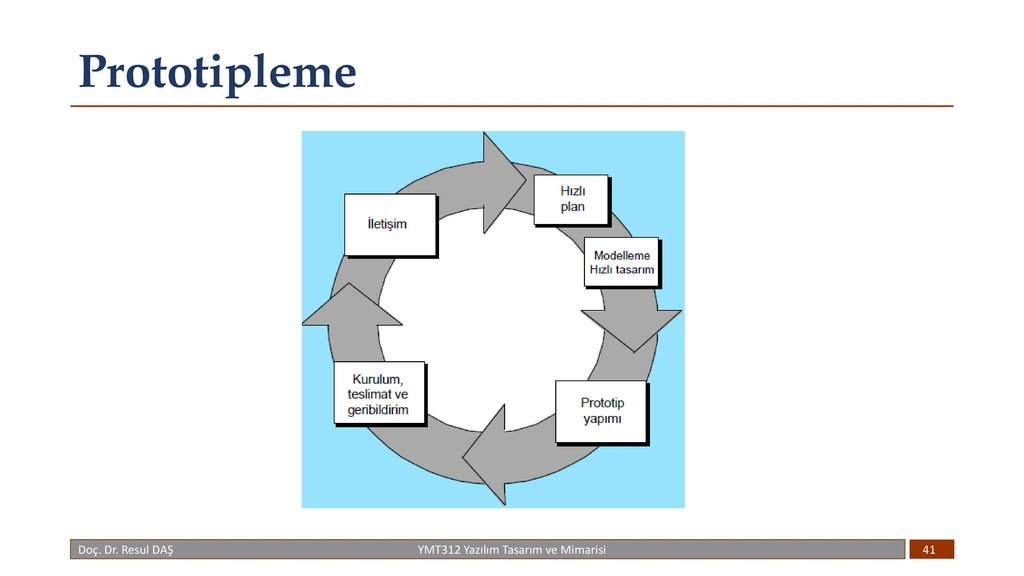 Prototipleme
İletişim
Hızlı
plan
Modelleme
Hızlı tasarım
Prototip
yapımı
Kurulum,
teslimat ve
geribildirim
Doç. Dr. Resul DAŞ
YMT312 Yazılım Tasarım ve Mimarisi
41